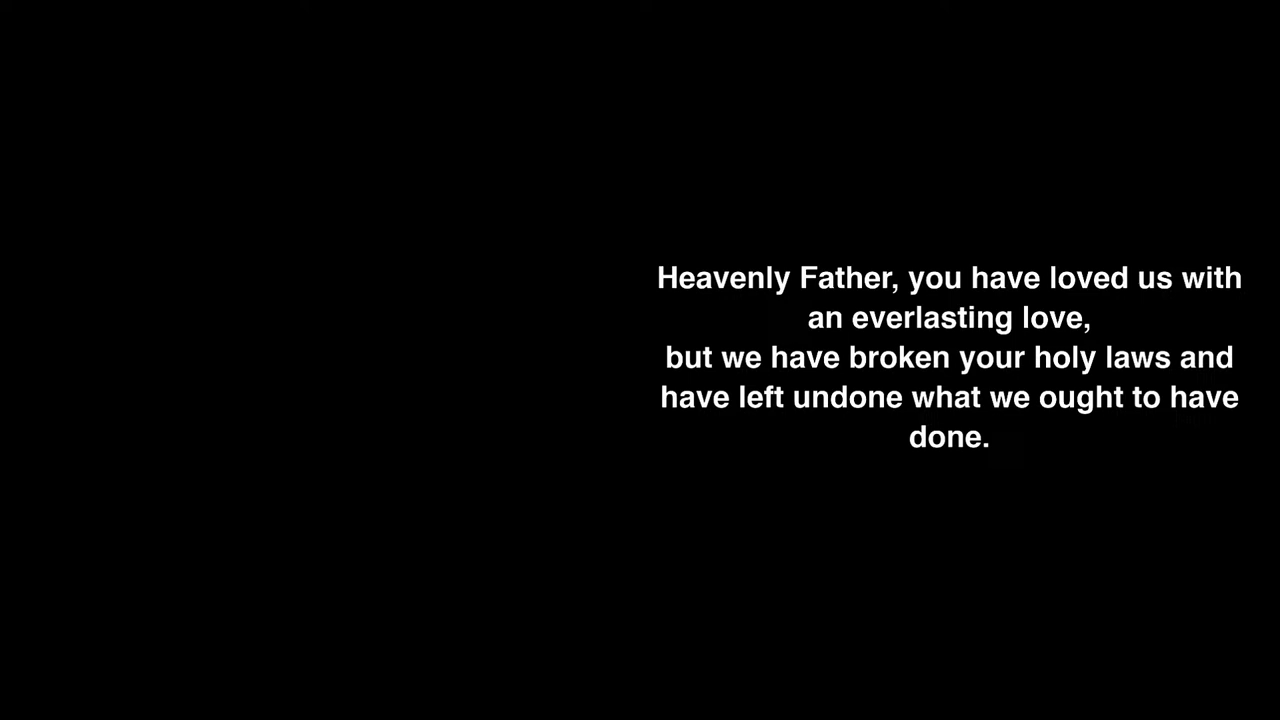 Heavenly Father, you have loved us with
an everlasting love,
but we have broken your holy laws and
have left undone what we ought to have
done.